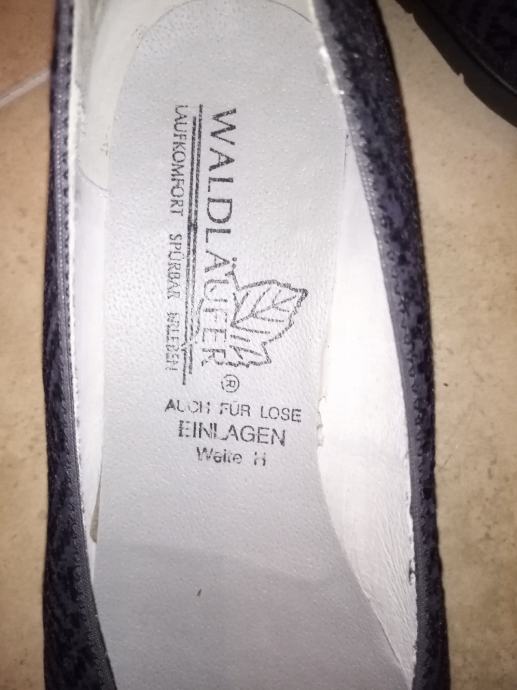 WALDLÄUFER®
LAUFKOMFORT SPÜRBAR ERLEBEN
AUCH FÜR LOSE
EINLAGEN
Weite H